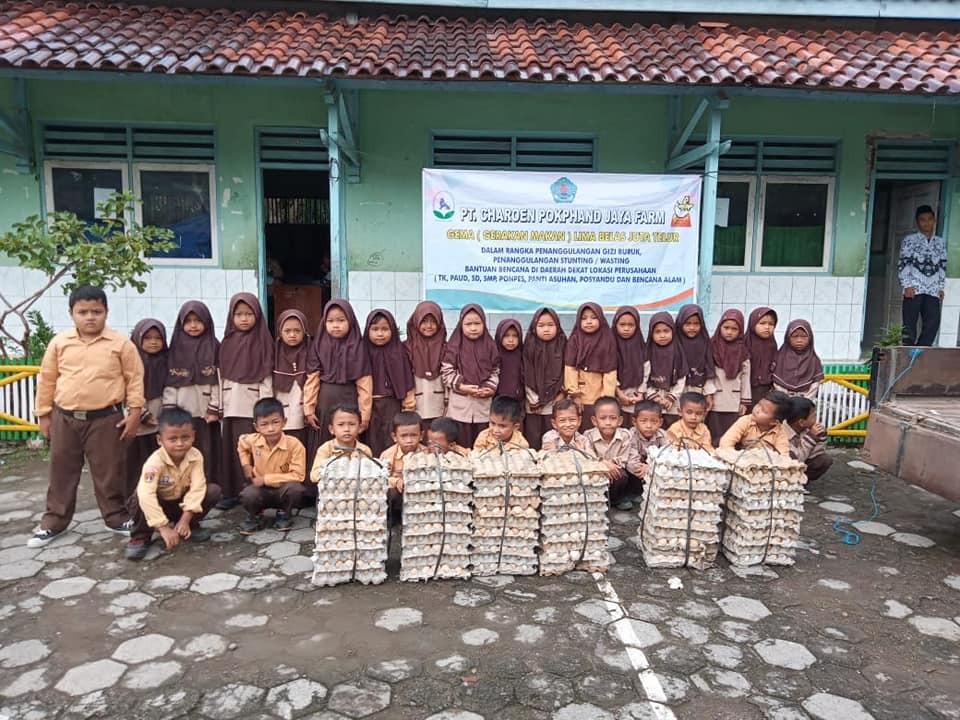 PT. CHAROEN POKPHAND JAYA FARM
GEMA ( GERAKAN MAKAN ) LIMA BELAS JUTA TELUR
DALAM RANGKA PENANGGULANGAN GIZI BURUK,
PENANGGULANGAN STUNTING / WASTING
BANTUAN BENCANA DI DAERAH DEKAT LOKASI PERUSAHAAN
( TK, PAUD, SD, SMP, PONPES, PANTI ASUHAN, POSYANDU DAN BENCANA ALAM )